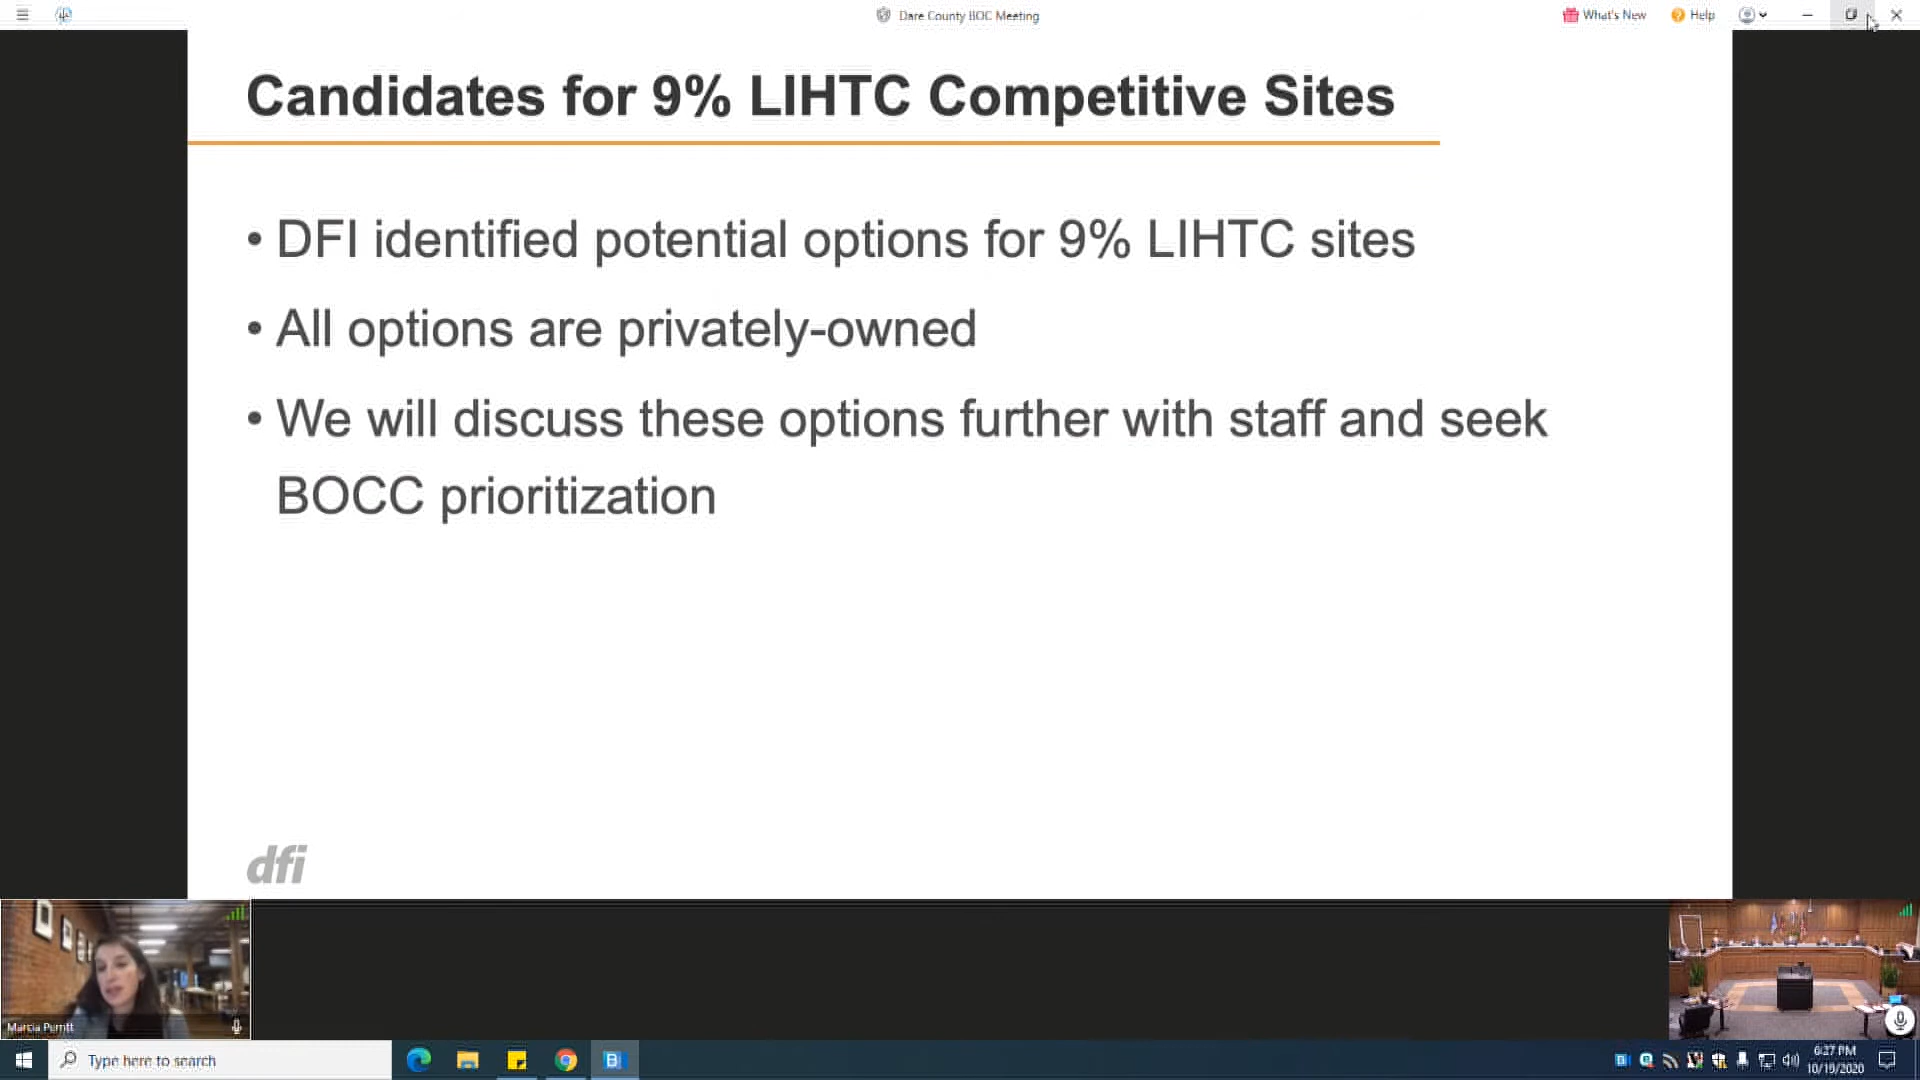 Dare County BOC Meeting
What's New
Help
Candidates for 9% LIHTC Competitive Sites
• DFI identified potential options for 9% LIHTC sites
• All options are privately-owned
• We will discuss these options further with staff and seek
BOCC prioritization
dfi
Marcia Perritt
Type here to search
6:27 PM
10/19/2020